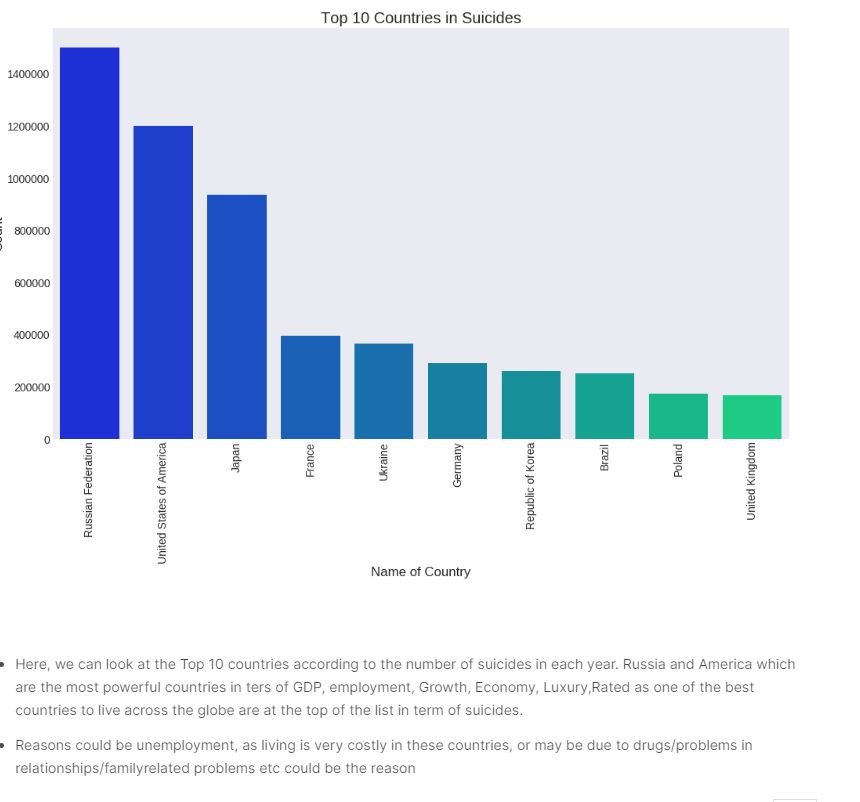 Top 10 Countries in Suicides
1400000
1200000
1000000
800000
600000
400000
200000
0
Russian Federation
United States of America
Japan
France
Ukraine
Germany
Republic of Korea
Brazil
Poland
United Kingdom
Name of Country
Here, we can look at the Top 10 countries according to the number of suicides in each year. Russia and America which
are the most powerful countries in ters of GDP, employment, Growth, Economy, Luxury,Rated as one of the best
countries to live across the globe are at the top of the list in term of suicides.
Reasons could be unemployment, as living is very costly in these countries, or may be due to drugs/problems in
relationships/familyrelated problems etc could be the reason